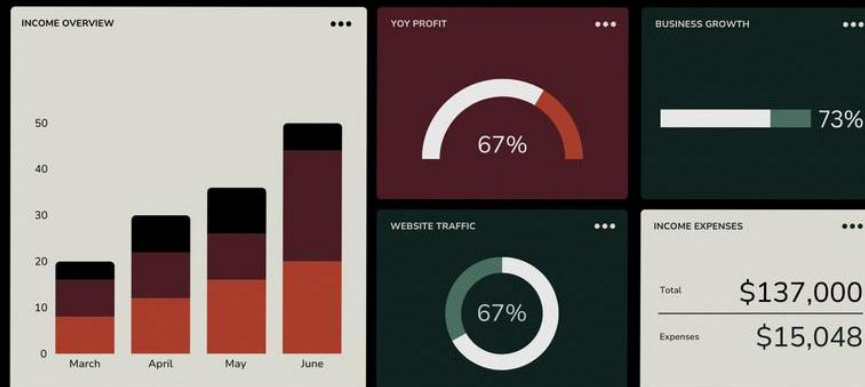 INCOME OVERVIEW
50
40
30
20
10
0
March April May June
YOY PROFIT
67%
BUSINESS GROWTH
73%
WEBSITE TRAFFIC
67%
INCOME EXPENSES
Total $137,000
Expenses $15,048